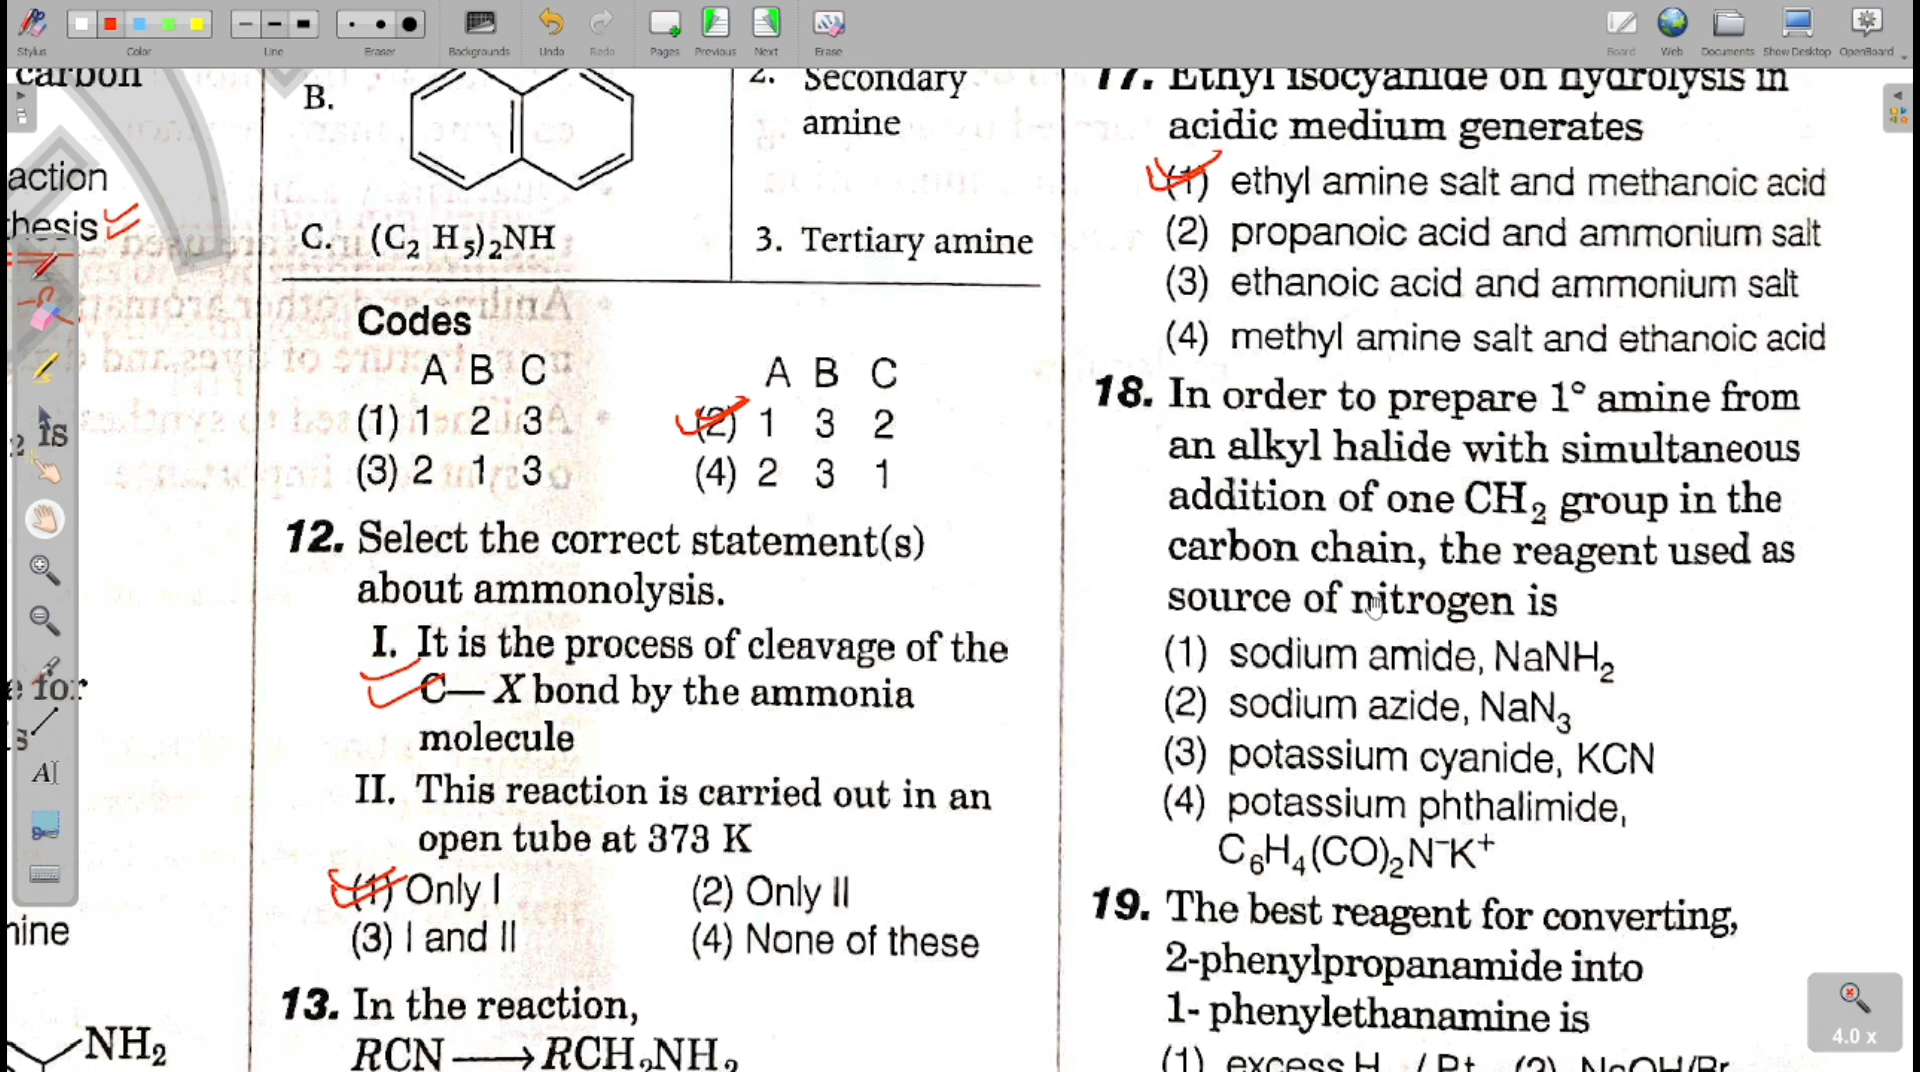 Stylus
Color
Line
Eraser
Backgrounds
Undo
Redo
Pages
Previous
Next
Erase
Board
Web
Documents
Show Desktop
OpenBoard
carbon
action
thesis
is
e for
s
nine
NH2
B.
2. Secondary
amine
C. (C2 H5)2NH
3. Tertiary amine
Codes
A B C
A B C
(1) 1 2 3
(2) 1 3 2
(3) 2 1 3
(4) 2 3 1
12. Select the correct statement(s)
about ammonolysis.
I. It is the process of cleavage of the
C— X bond by the ammonia
molecule
II. This reaction is carried out in an
open tube at 373 K
(1) Only I
(2) Only II
(3) I and II
(4) None of these
13. In the reaction,
RCN ⟶ RCH2NH2
17. Ethyl isocyanide on hydrolysis in
acidic medium generates
(1) ethyl amine salt and methanoic acid
(2) propanoic acid and ammonium salt
(3) ethanoic acid and ammonium salt
(4) methyl amine salt and ethanoic acid
18. In order to prepare 1° amine from
an alkyl halide with simultaneous
addition of one CH2 group in the
carbon chain, the reagent used as
source of nitrogen is
(1) sodium amide, NaNH2
(2) sodium azide, NaN3
(3) potassium cyanide, KCN
(4) potassium phthalimide,
C6H4(CO)2N⁻K⁺
19. The best reagent for converting,
2-phenylpropanamide into
1- phenylethanamine is
(1) excess H
/ Pt
(2) NaOH/Br
4.0 x